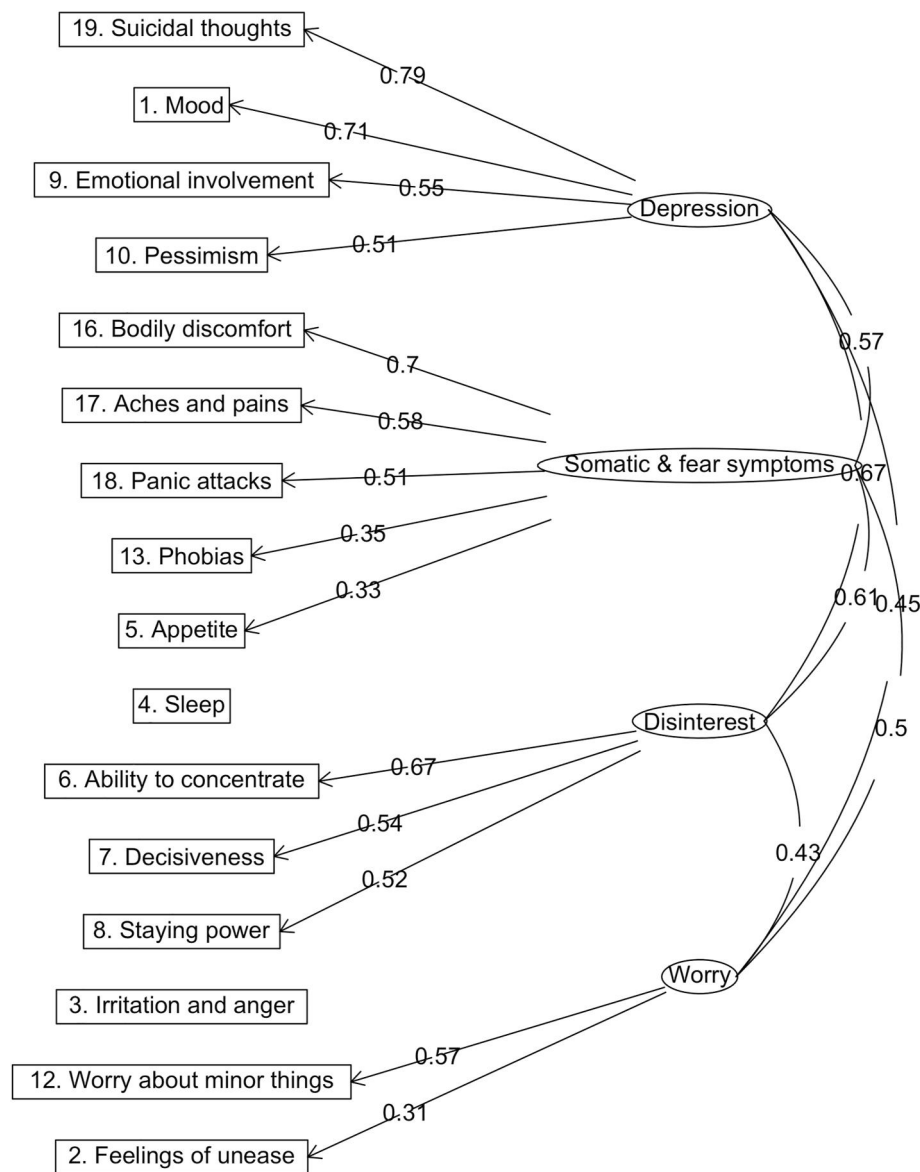 19. Suicidal thoughts
0.79
1. Mood
0.71
9. Emotional involvement
0.55
Depression
10. Pessimism
0.51
16. Bodily discomfort
0.57
0.7
17. Aches and pains
0.58
Somatic & fear symptoms
0.67
18. Panic attacks
0.51
13. Phobias
0.35
0.33
0.61
0.45
5. Appetite
4. Sleep
Disinterest
0.5
6. Ability to concentrate
0.67
0.54
7. Decisiveness
0.43
0.52
8. Staying power
Worry
3. Irritation and anger
0.57
12. Worry about minor things
0.31
2. Feelings of unease